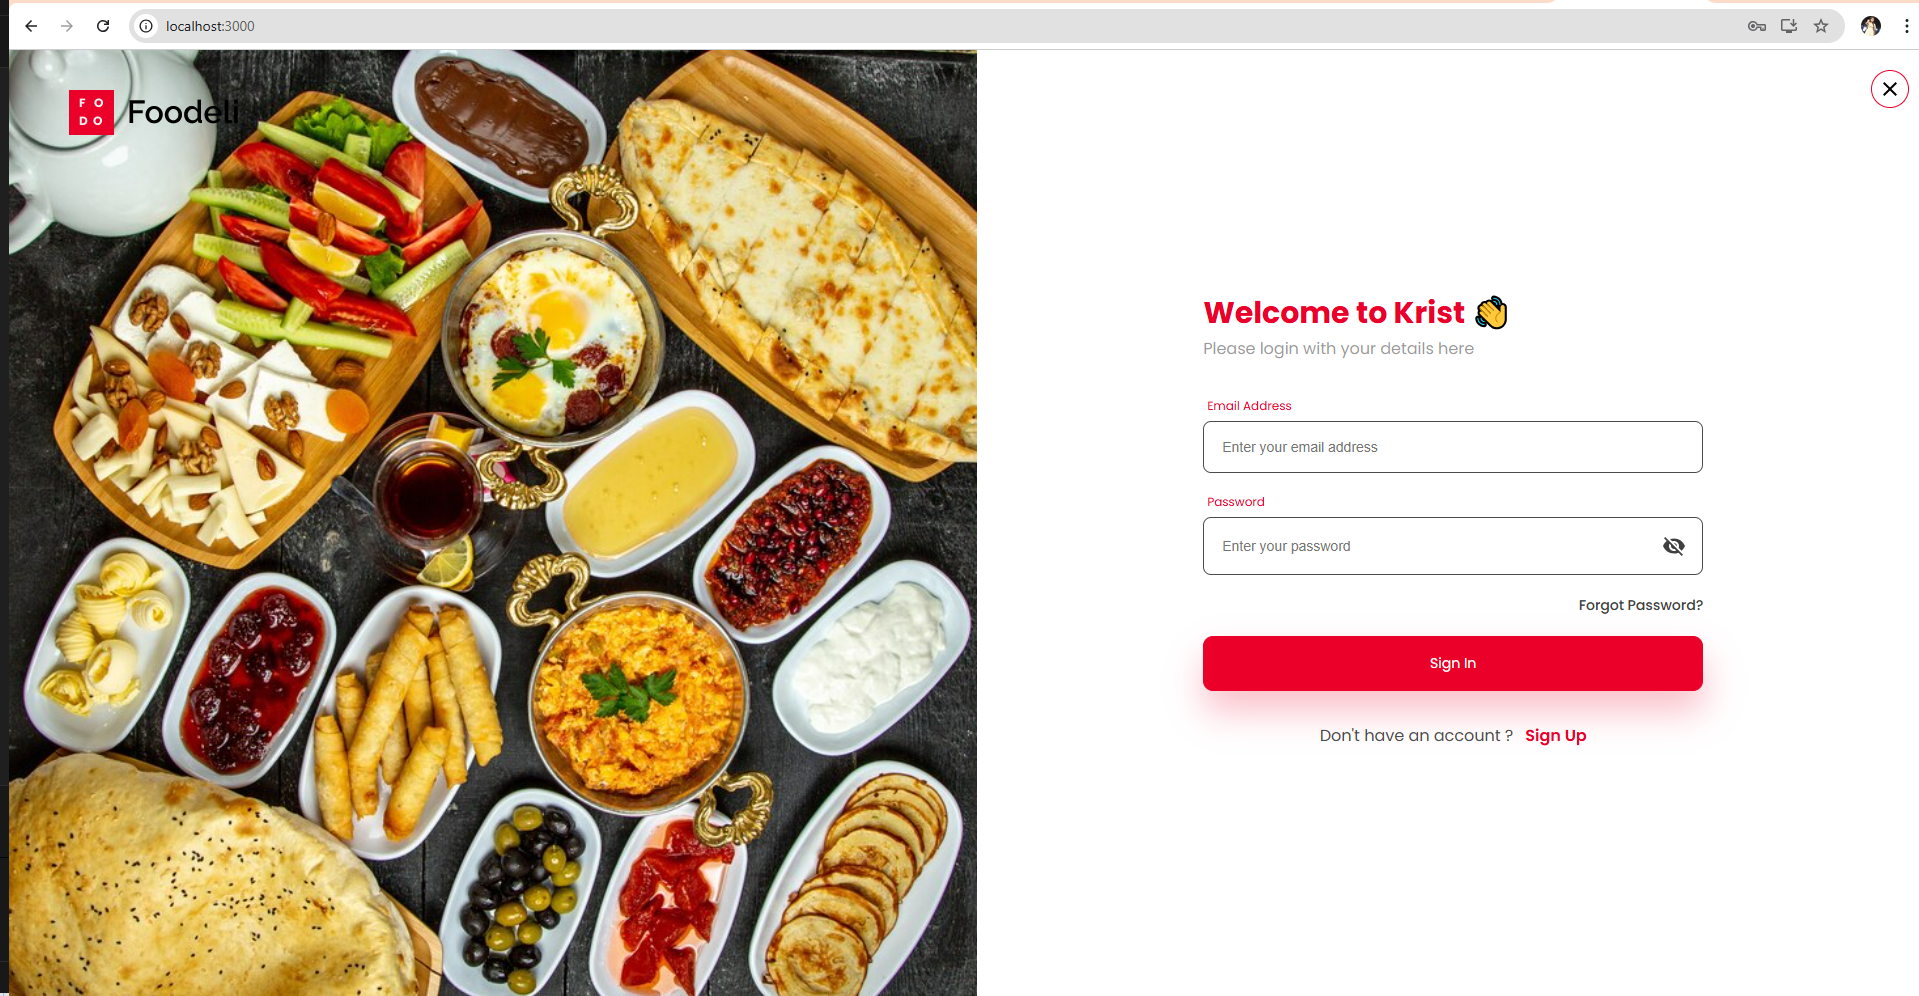 localhost:3000
F O
D O
Foodeli
Welcome to Krist 👋
Please login with your details here
Email Address
Enter your email address
Password
Enter your password
Forgot Password?
Sign In
Don't have an account ? Sign Up